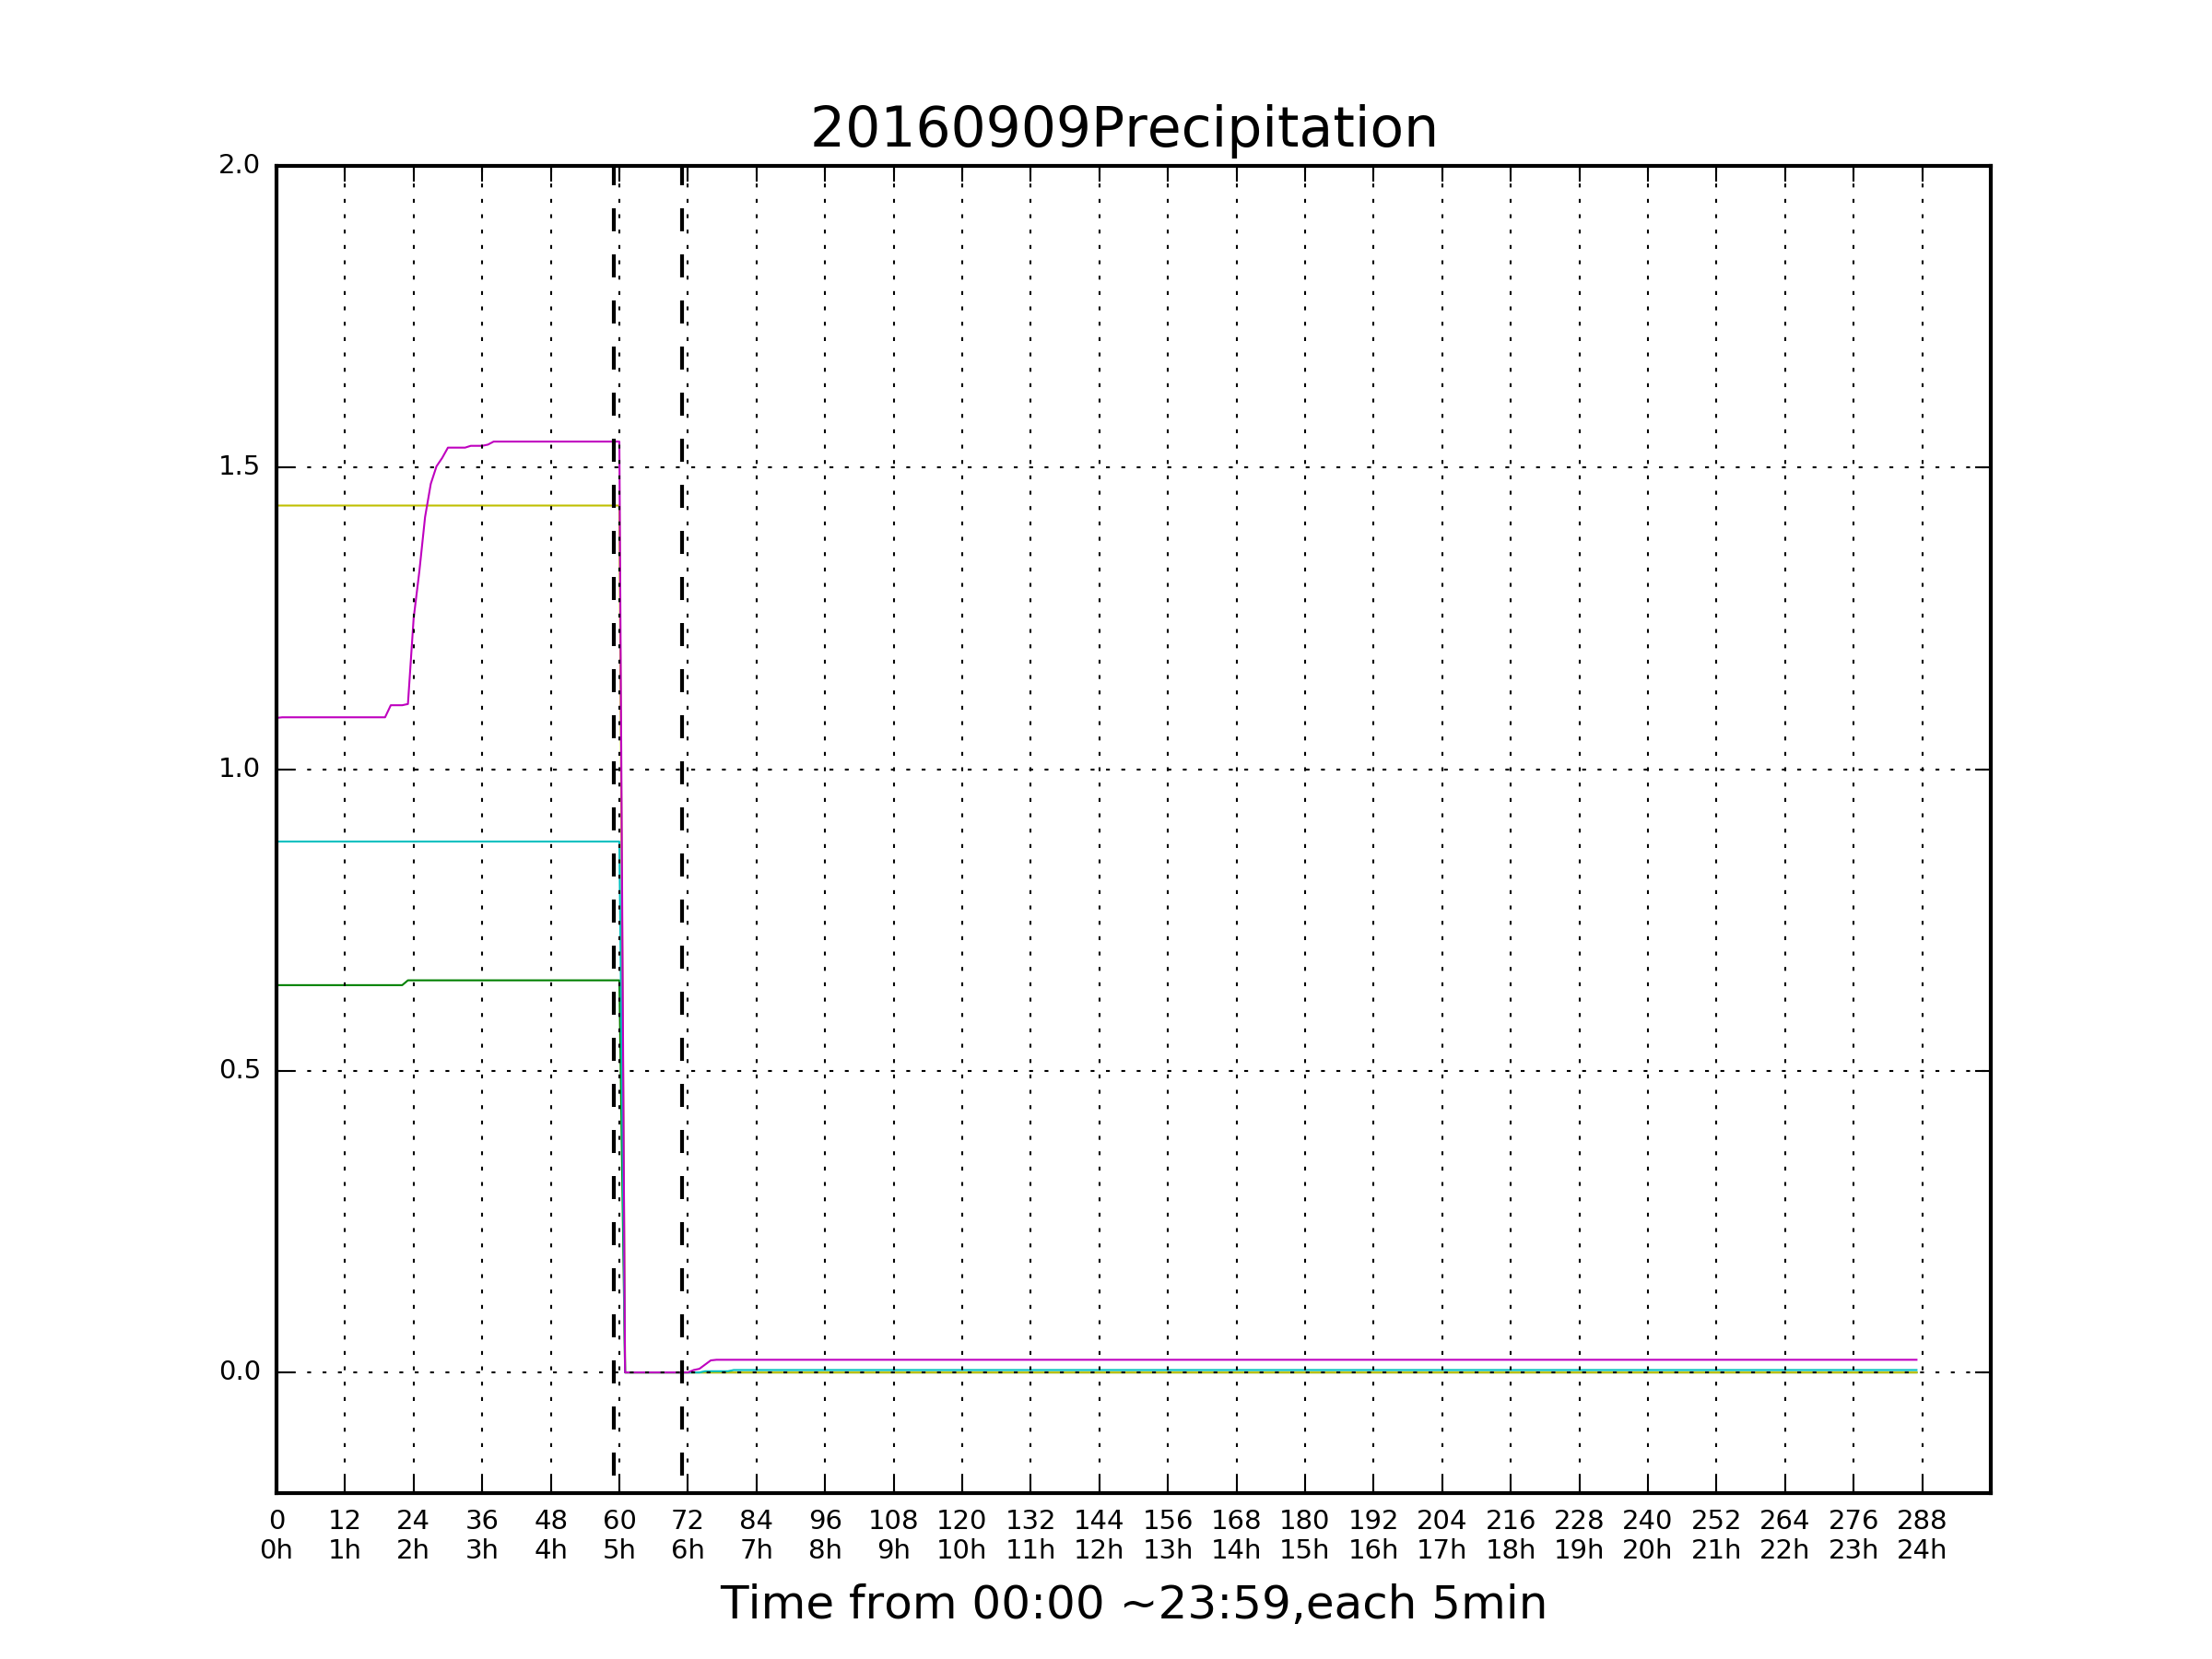 20160909Precipitation
2.0
1.5
1.0
0.5
0.0
0 12 24 36 48 60 72 84 96 108 120 132 144 156 168 180 192 204 216 228 240 252 264 276 288
0h 1h 2h 3h 4h 5h 6h 7h 8h 9h 10h 11h 12h 13h 14h 15h 16h 17h 18h 19h 20h 21h 22h 23h 24h
Time from 00:00 ~23:59,each 5min